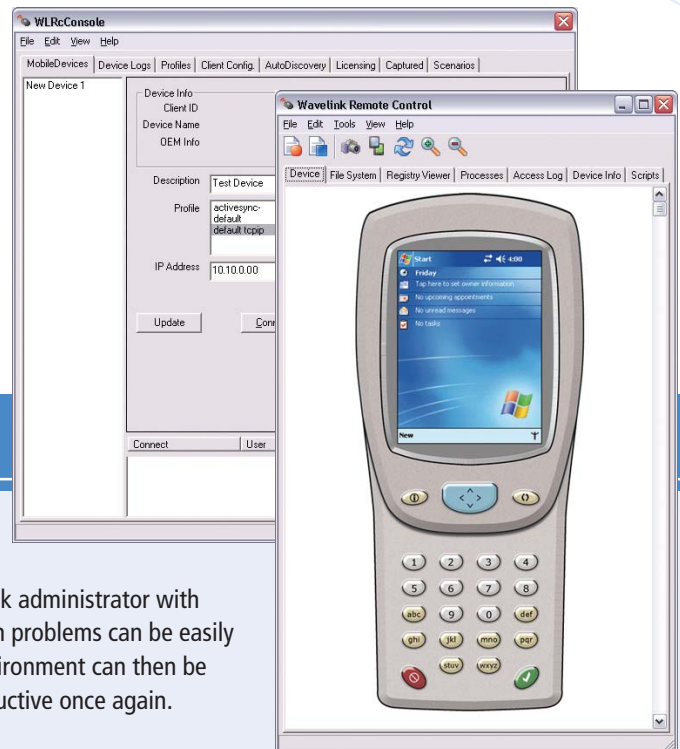 WLRcConsole
File Edit View Help
MobileDevices Device Logs Profiles Client Config. AutoDiscovery Licensing Captured Scenarios
New Device 1
Device Info
Client ID
Device Name
OEM Info
Description Test Device
Profile activesync-
default
default tcpip
IP Address 10.10.0.00
Update
Connect User
Wavelink Remote Control
File Edit Tools View Help
Device File System Registry Viewer Processes Access Log Device Info Scripts
Start 4:00
Friday
Tap here to set owner information
No upcoming appointments
No unread messages
No tasks
New
1 2 3 4
5 6 7 8
abc 9 0 def
ghi jkl mno pqr
stuv wxyz
k administrator with
problems can be easily
ironment can then be
uctive once again.